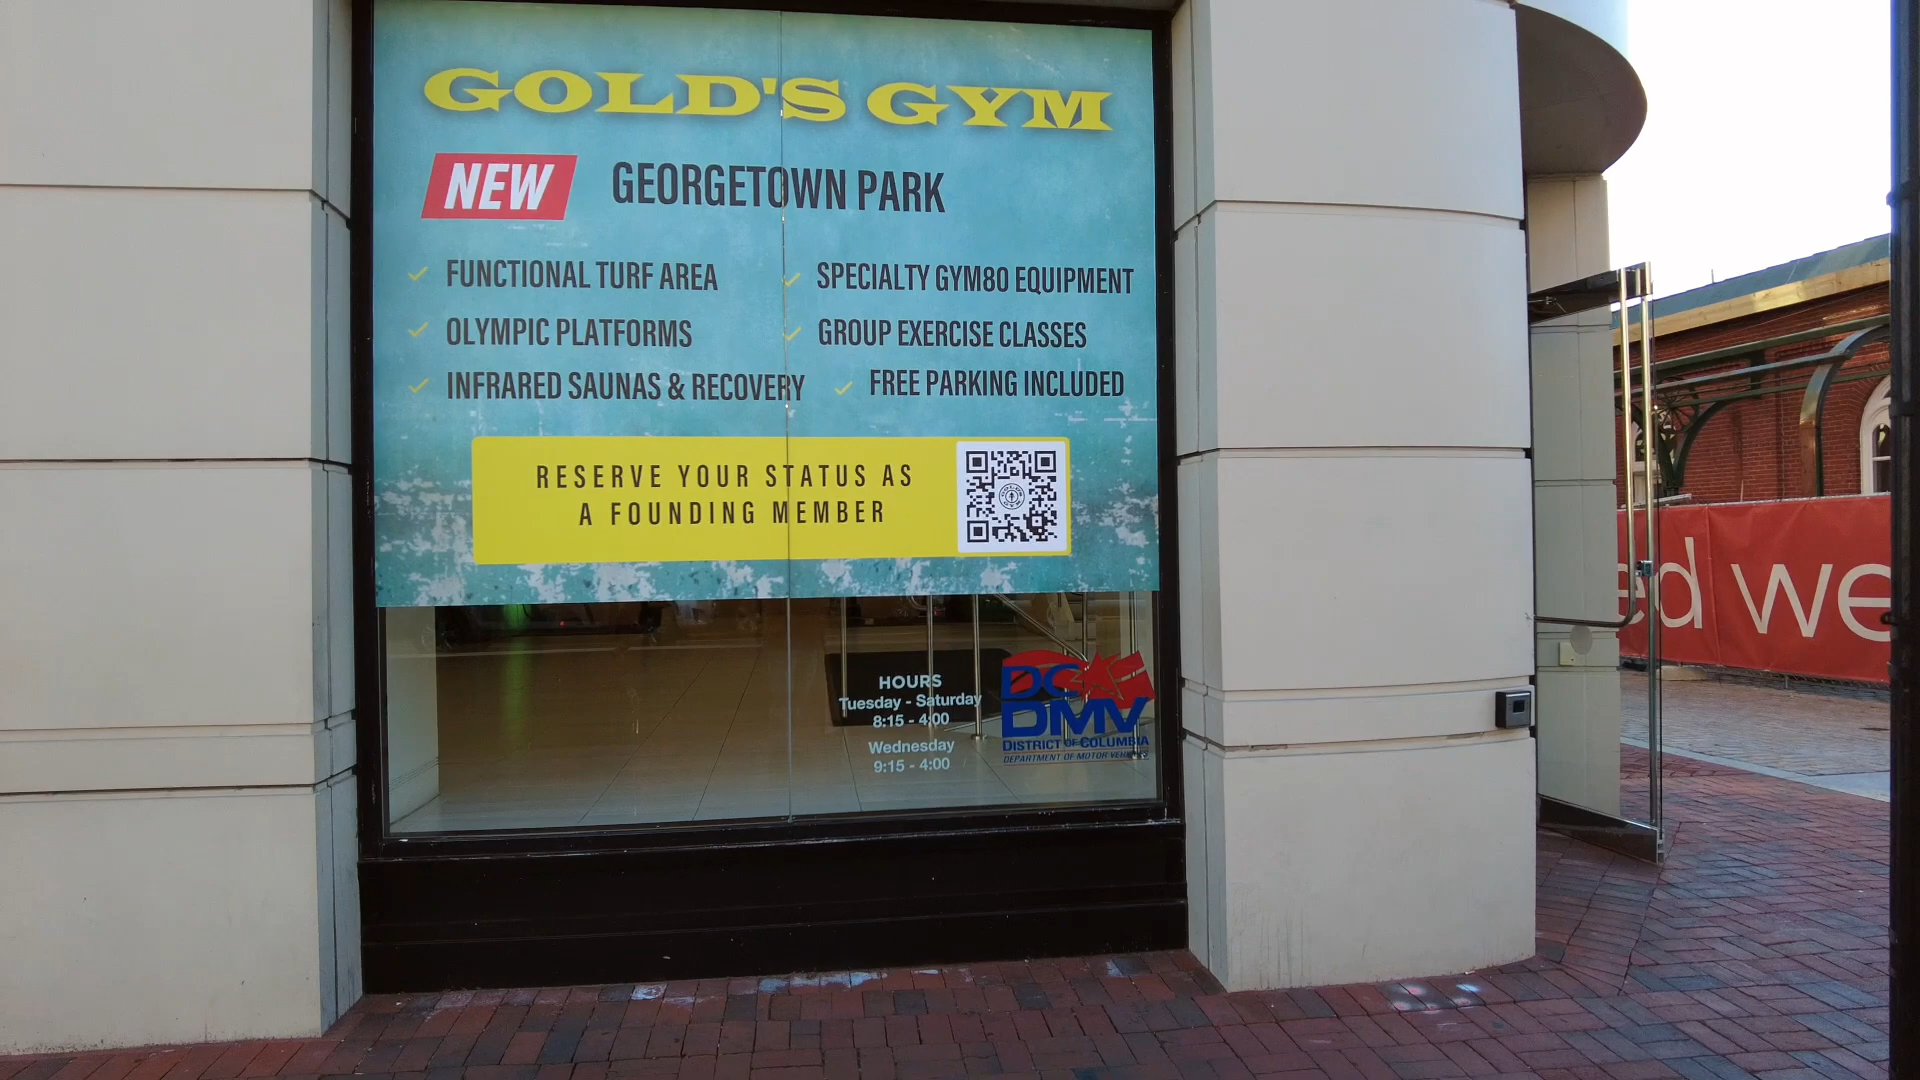 GOLD'S GYM
NEW GEORGETOWN PARK
FUNCTIONAL TURF AREA
SPECIALTY GYM80 EQUIPMENT
OLYMPIC PLATFORMS
GROUP EXERCISE CLASSES
INFRARED SAUNAS & RECOVERY
FREE PARKING INCLUDED
RESERVE YOUR STATUS AS
A FOUNDING MEMBER
HOURS
Tuesday - Saturday
8:15 - 4:00
Wednesday
9:15 - 4:00
DC
DMV
DISTRICT OF COLUMBIA
DEPARTMENT OF MOTOR VEHICLES
ed we